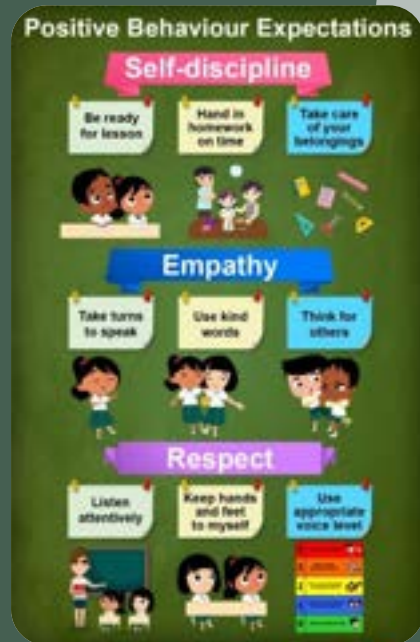 Positive Behaviour Expectations
Self-discipline
Be ready
for lesson
Hand in
homework
on time
Take care
of your
belongings
Empathy
Take turns
to speak
Use kind
words
Think for
others
Respect
Listen
attentively
Keep hands
and feet
to myself
Use
appropriate
voice level